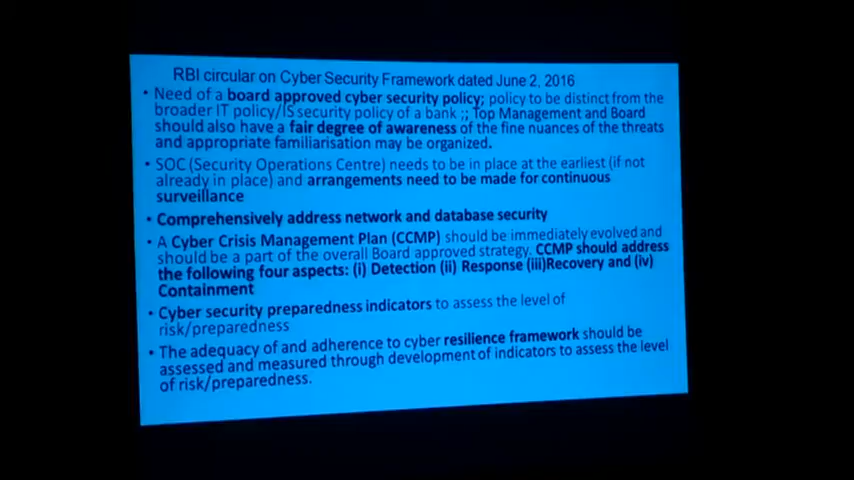 RBI circular on Cyber Security Framework dated June 2, 2016
• Need of a board approved cyber security policy; policy to be distinct from the
broader IT policy/IS security policy of a bank ;; Top Management and Board
should also have a fair degree of awareness of the fine nuances of the threats
and appropriate familiarisation may be organized.
• SOC (Security Operations Centre) needs to be in place at the earliest (if not
already in place) and arrangements need to be made for continuous
surveillance
• Comprehensively address network and database security
• A Cyber Crisis Management Plan (CCMP) should be immediately evolved and
should be a part of the overall Board approved strategy. CCMP should address
the following four aspects: (i) Detection (ii) Response (iii)Recovery and (iv)
Containment
• Cyber security preparedness indicators to assess the level of
risk/preparedness
• The adequacy of and adherence to cyber resilience framework should be
assessed and measured through development of indicators to assess the level
of risk/preparedness.